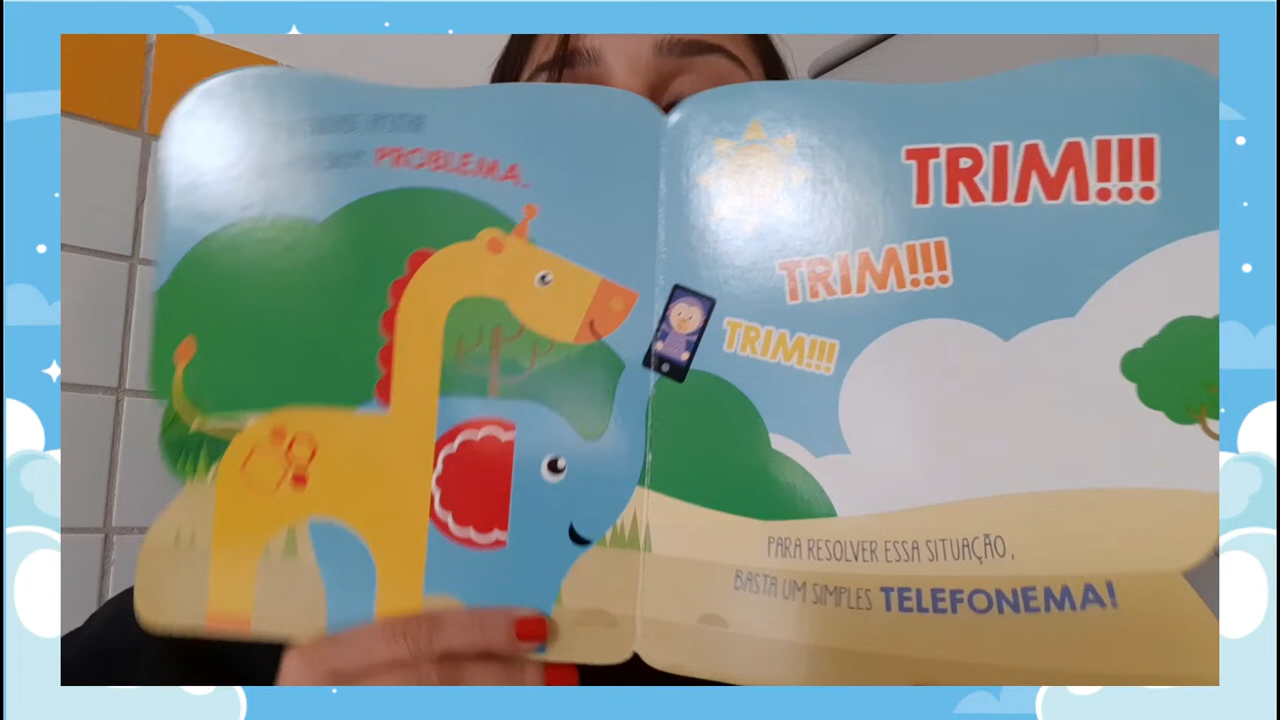 PROBLEMA.
TRIM!!!
TRIM!!!
TRIM!!!
PARA RESOLVER ESSA SITUAÇÃO,
BASTA UM SIMPLES TELEFONEMA!